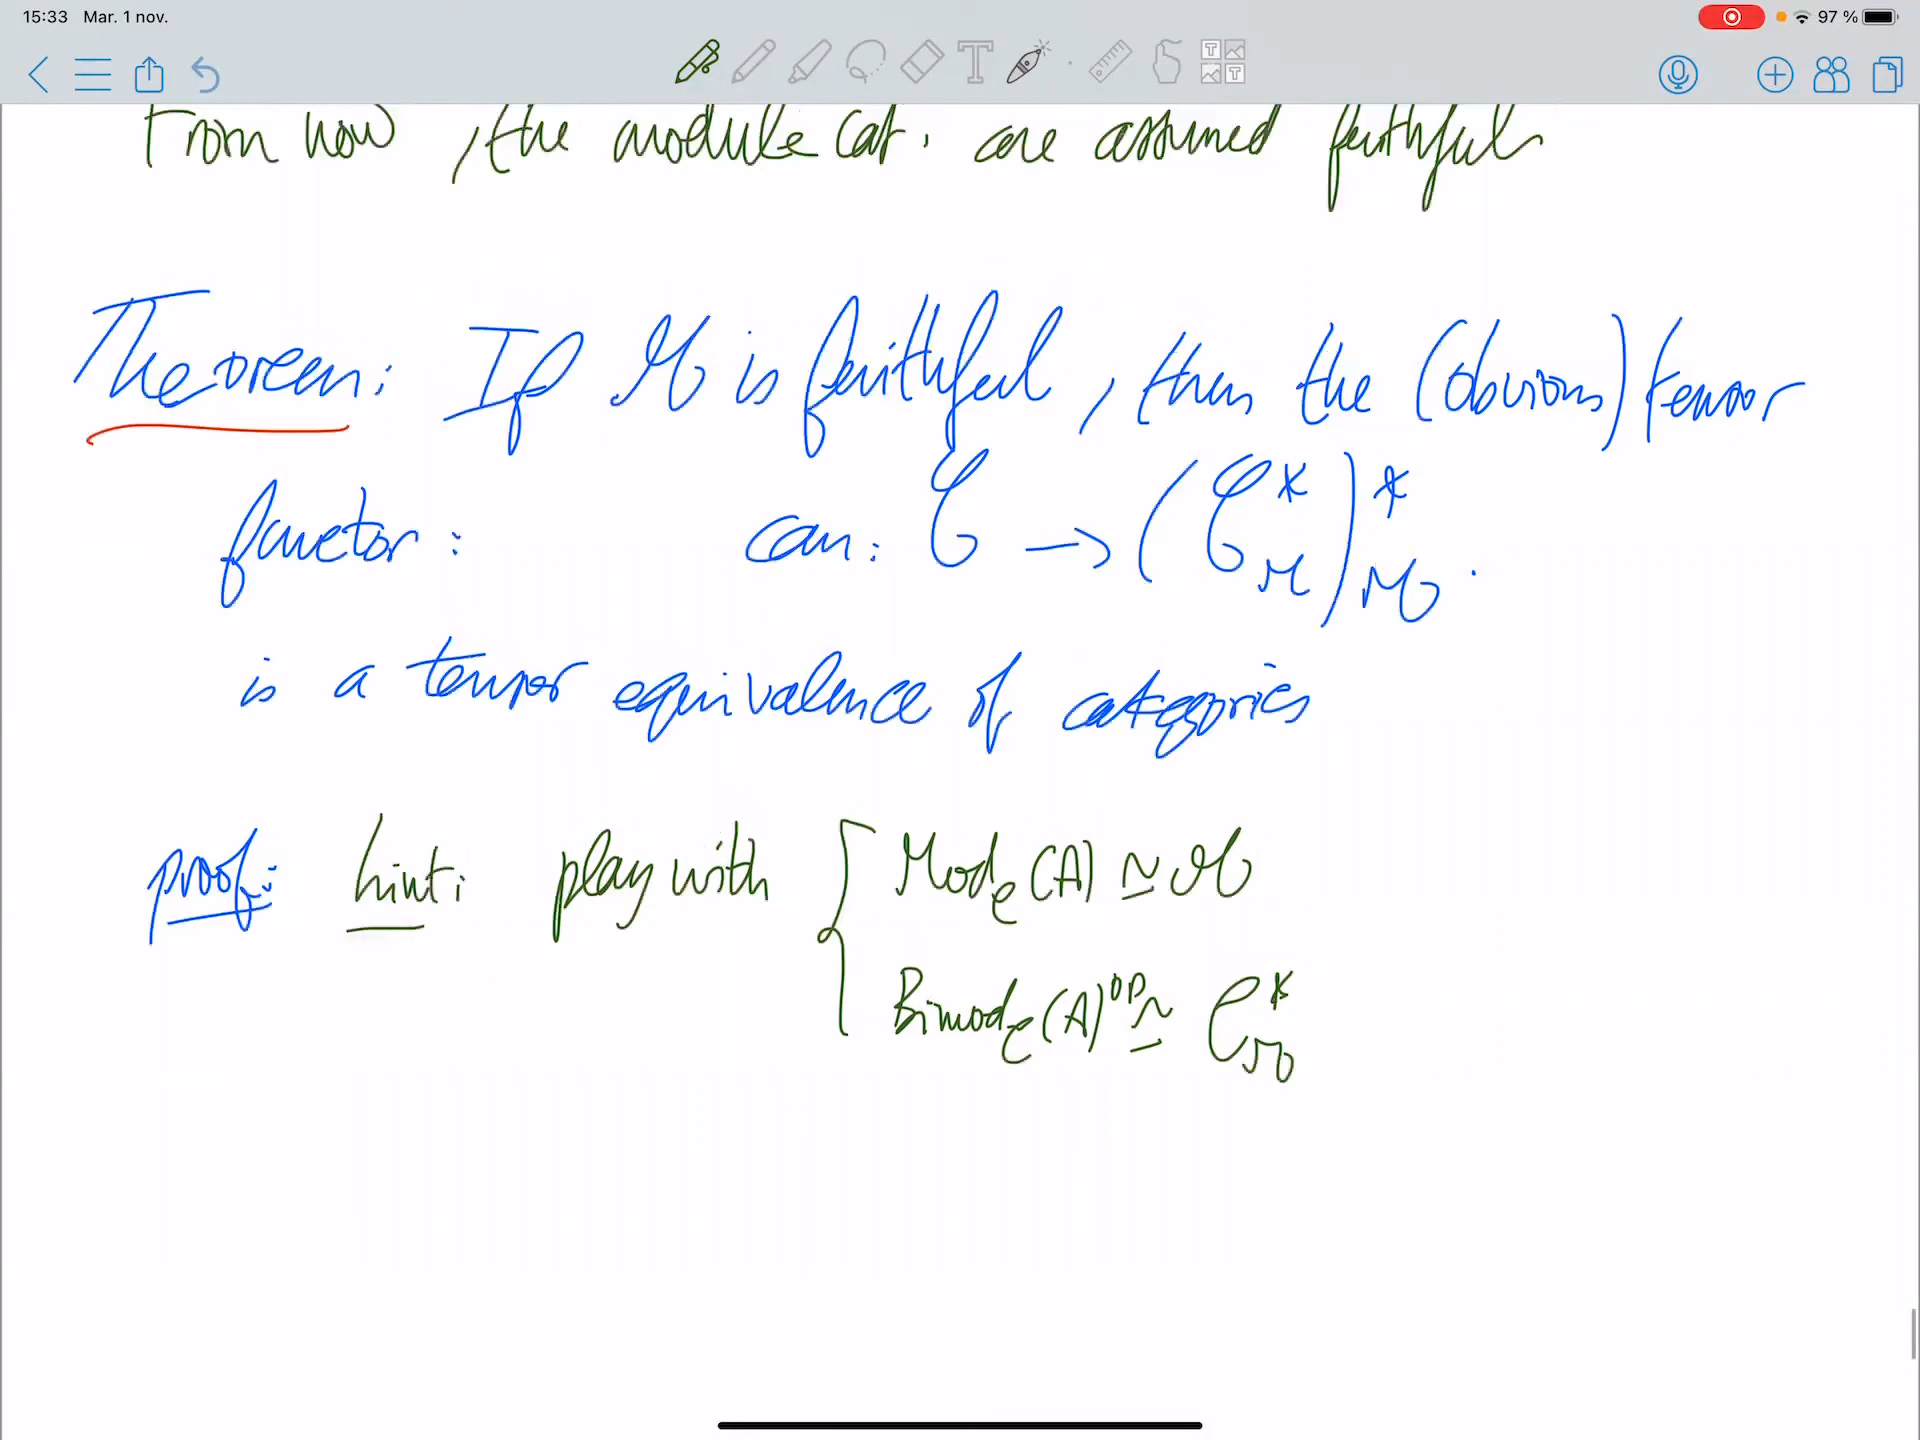 15:33 Mar. 1 nov.
97 %
From now, the module cat. are assumed faithful
Theorem: If M is faithful, then the (obvious) tensor
functor: can: C → (C*_M)*_M.
is a tensor equivalence of categories
proof: hint: play with { Mod_C(A) ≃ M
Bimod_C(A)^op ≃ C*_M